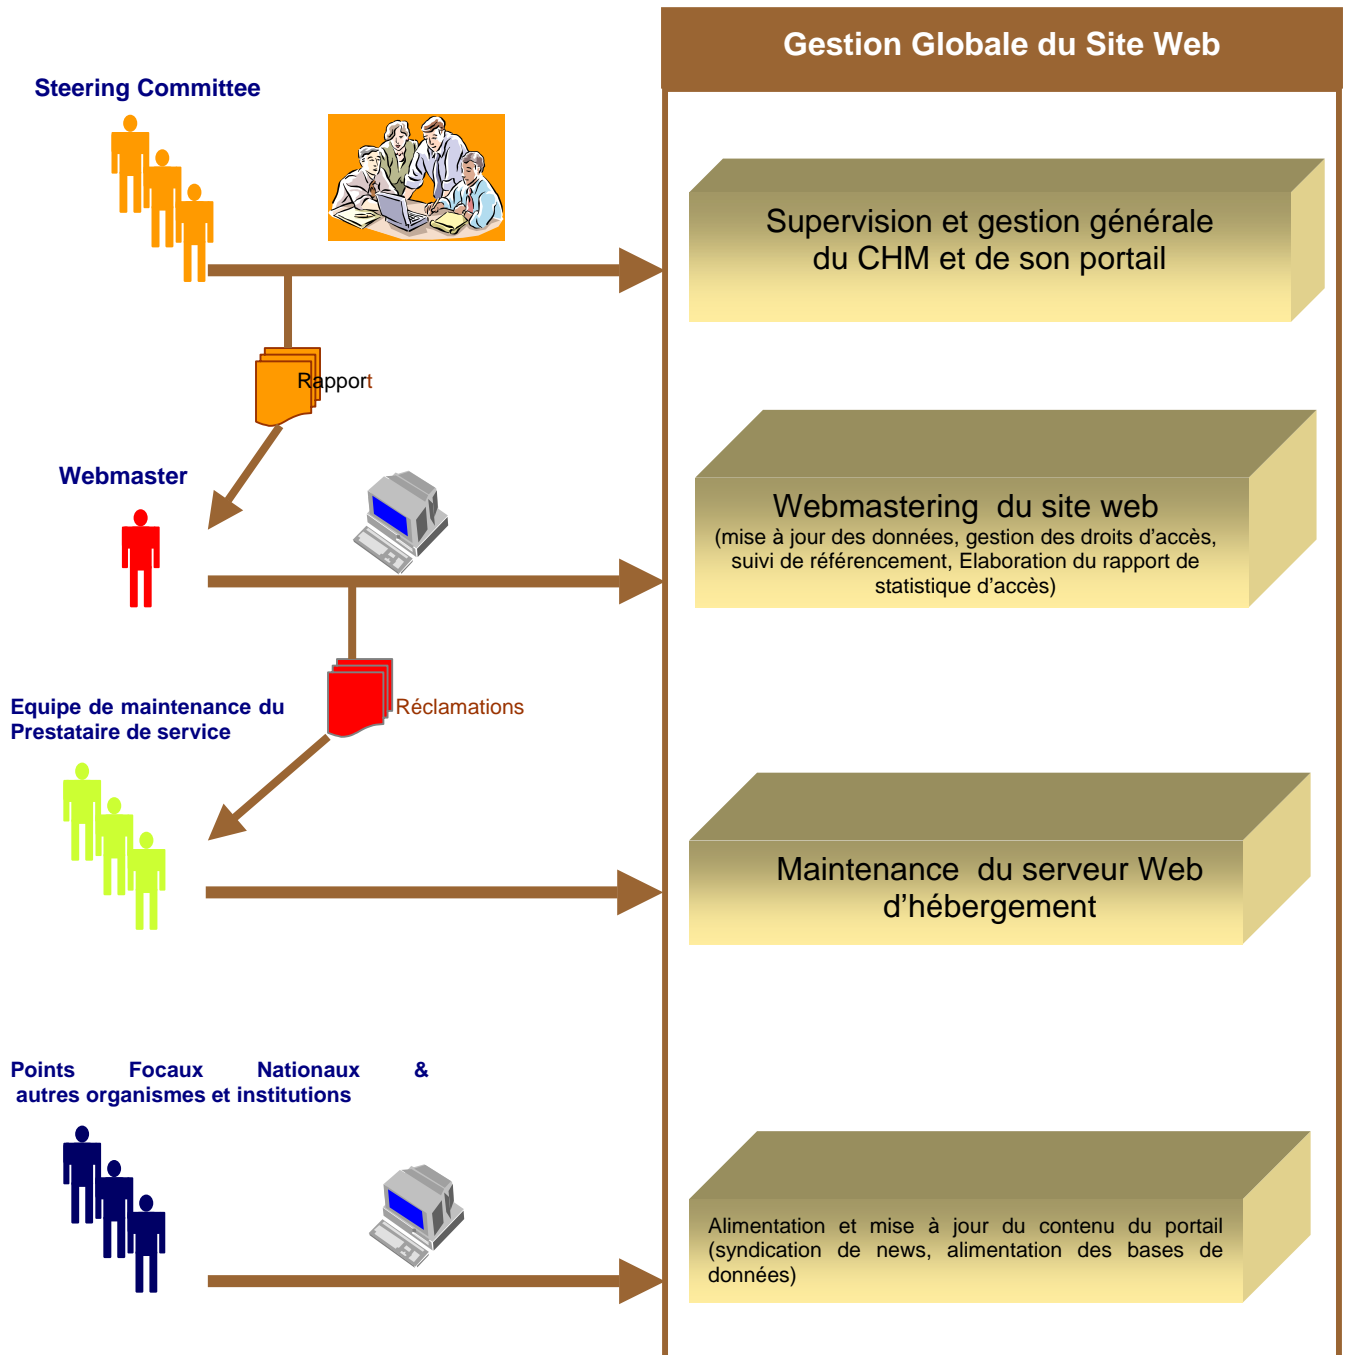 Gestion Globale du Site Web
Steering Committee
Supervision et gestion générale
du CHM et de son portail
Rapport
Webmaster
Webmastering du site web
(mise à jour des données, gestion des droits d'accès,
suivi de référencement, Elaboration du rapport de
statistique d'accès)
Equipe de maintenance du
Prestataire de service
Réclamations
Maintenance du serveur Web
d'hébergement
Points Focaux Nationaux &
autres organismes et institutions
Alimentation et mise à jour du contenu du portail
(syndication de news, alimentation des bases de
données)